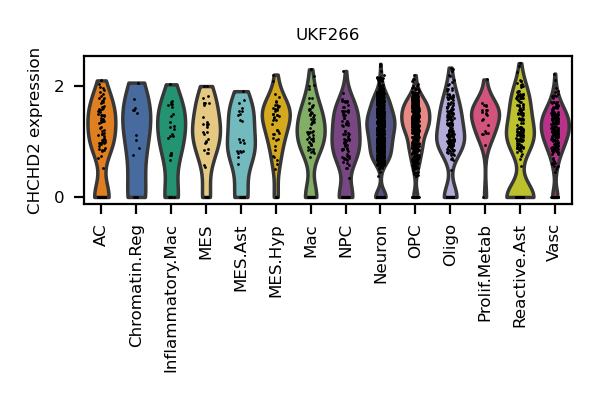 UKF266
CHCHD2 expression
2
0
AC
Chromatin.Reg
Inflammatory.Mac
MES
MES.Ast
MES.Hyp
Mac
NPC
Neuron
OPC
Oligo
Prolif.Metab
Reactive.Ast
Vasc